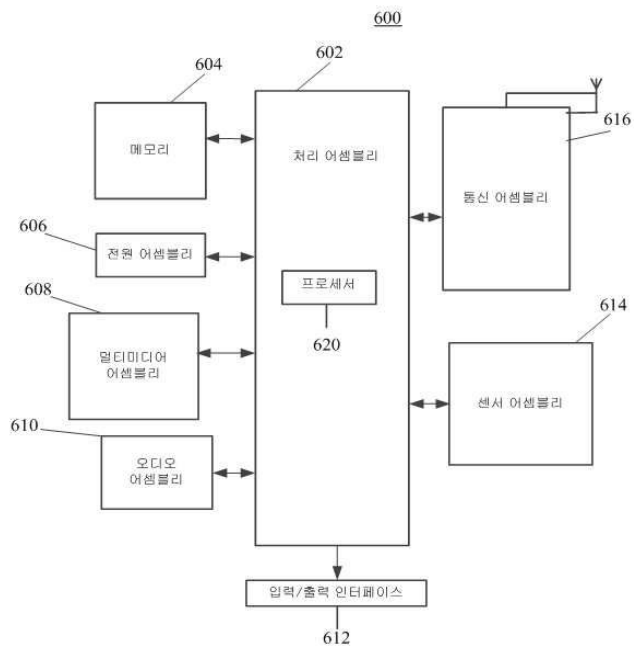 600
604
602
616
메모리
처리 어셈블리
통신 어셈블리
606
전원 어셈블리
프로세서
608
620
614
멀티미디어
어셈블리
센서 어셈블리
610
오디오
어셈블리
입력/출력 인터페이스
612